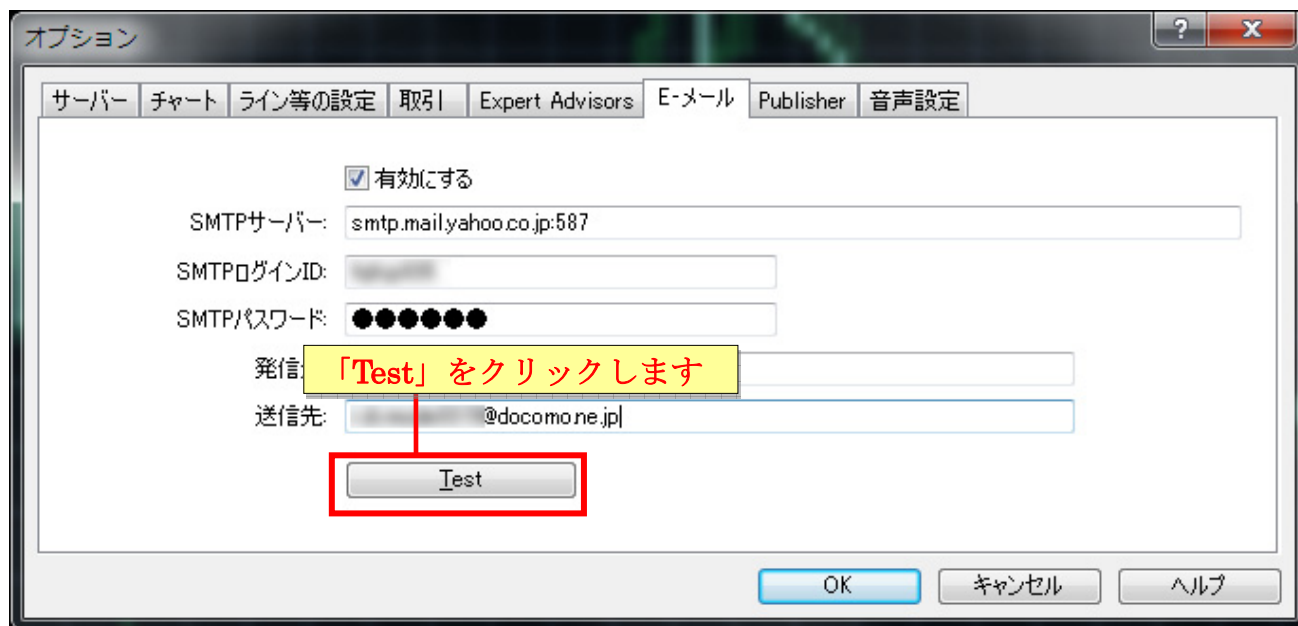 オプション
サーバー チャート ライン等の設定 取引 Expert Advisors E-メール Publisher 音声設定
有効にする
SMTPサーバー: smtp.mail.yahoo.co.jp:587
SMTPログインID:
SMTPパスワード: ●●●●●●
発信
「Test」をクリックします
送信先: @docomo.ne.jp
Test
OK キャンセル ヘルプ